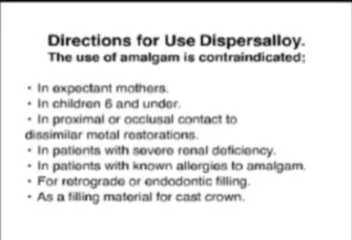 Directions for Use Dispersalloy.
The use of amalgam is contraindicated;
• In expectant mothers.
• In children 6 and under.
• In proximal or occlusal contact to
dissimilar metal restorations.
• In patients with severe renal deficiency.
• In patients with known allergies to amalgam.
• For retrograde or endodontic filling.
• As a filling material for cast crown.